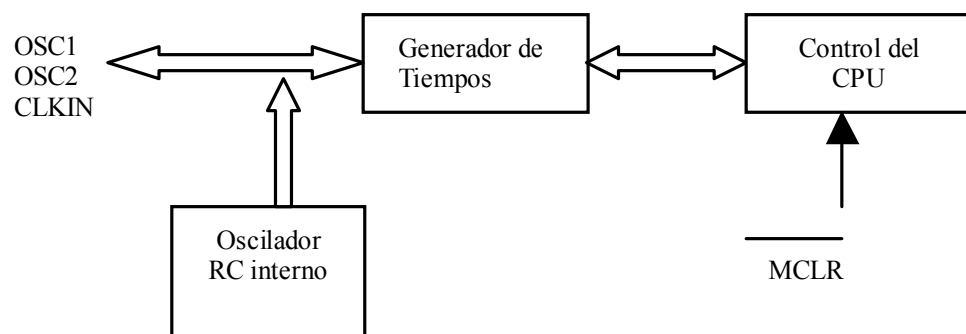 OSC1
OSC2
CLKIN
Generador de
Tiempos
Control del
CPU
Oscilador
RC interno
MCLR